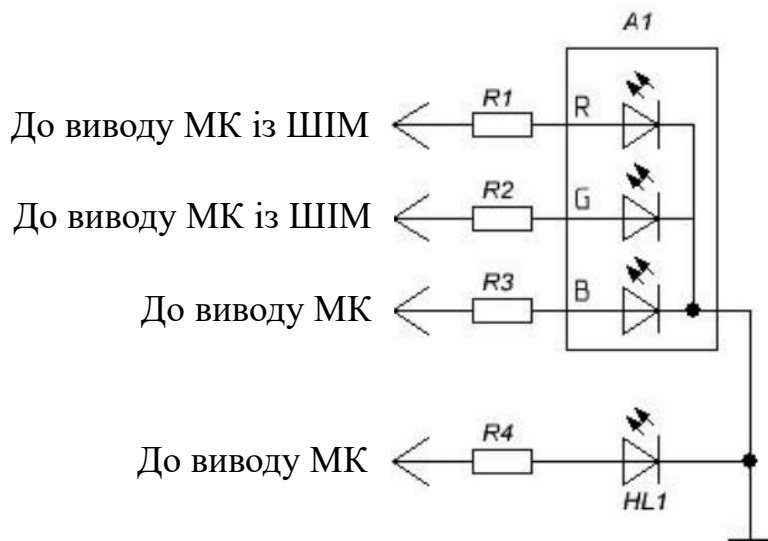 A1
До виводу МК із ШІМ
R1
R
До виводу МК із ШІМ
R2
G
До виводу МК
R3
B
До виводу МК
R4
HL1